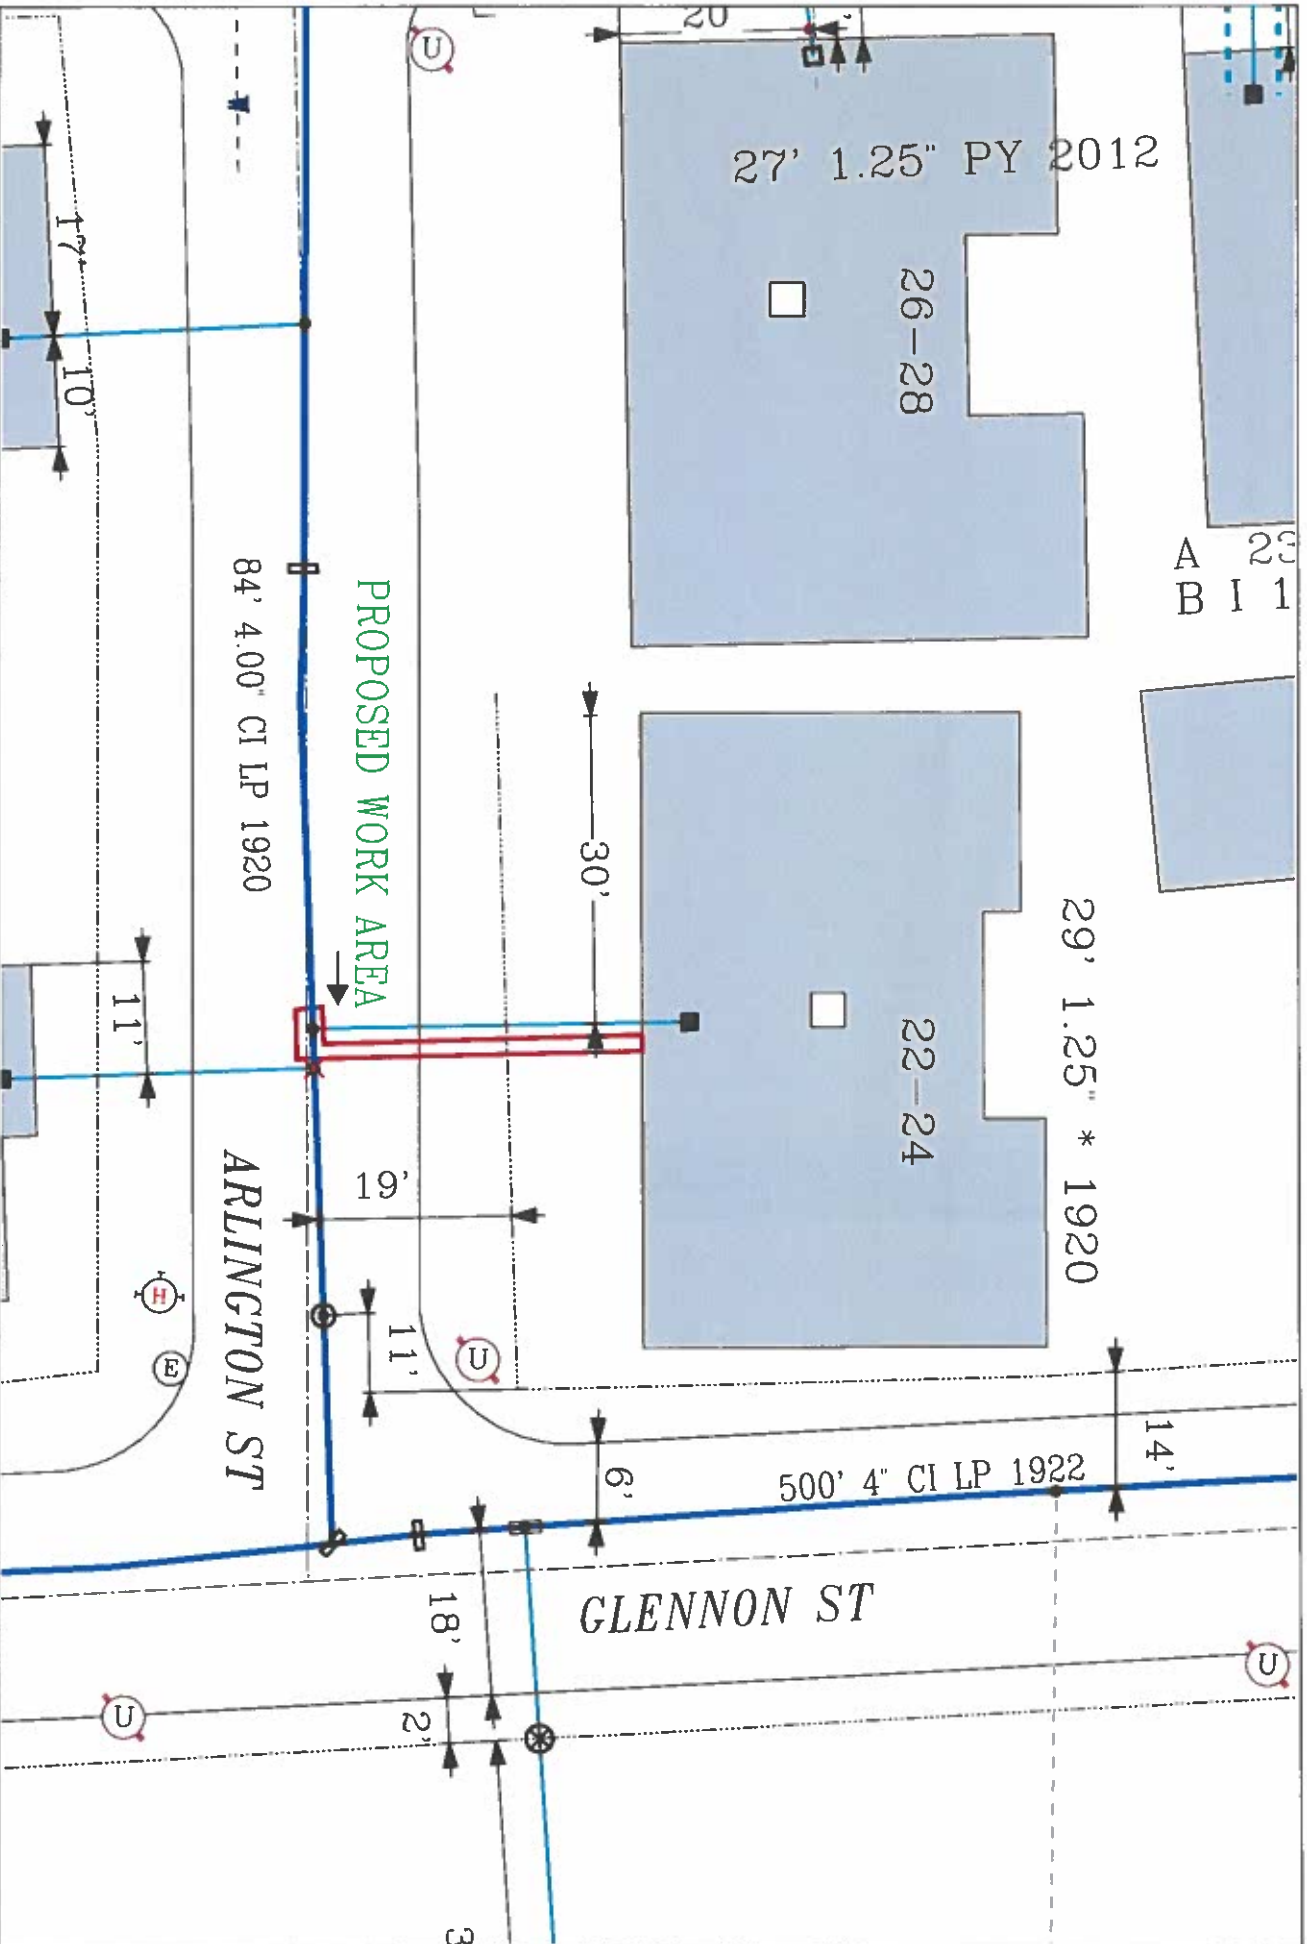 20'
U
27' 1.25" PY 2012
17'
26-28
10'
A 23
B I 1
84' 4.00" CI LP 1920
PROPOSED WORK AREA
30'
29' 1.25" * 1920
22-24
11'
19'
ARLINGTON ST
H
E
11'
U
14'
6'
500' 4" CI LP 1922
18'
GLENNON ST
U
2'
U
3